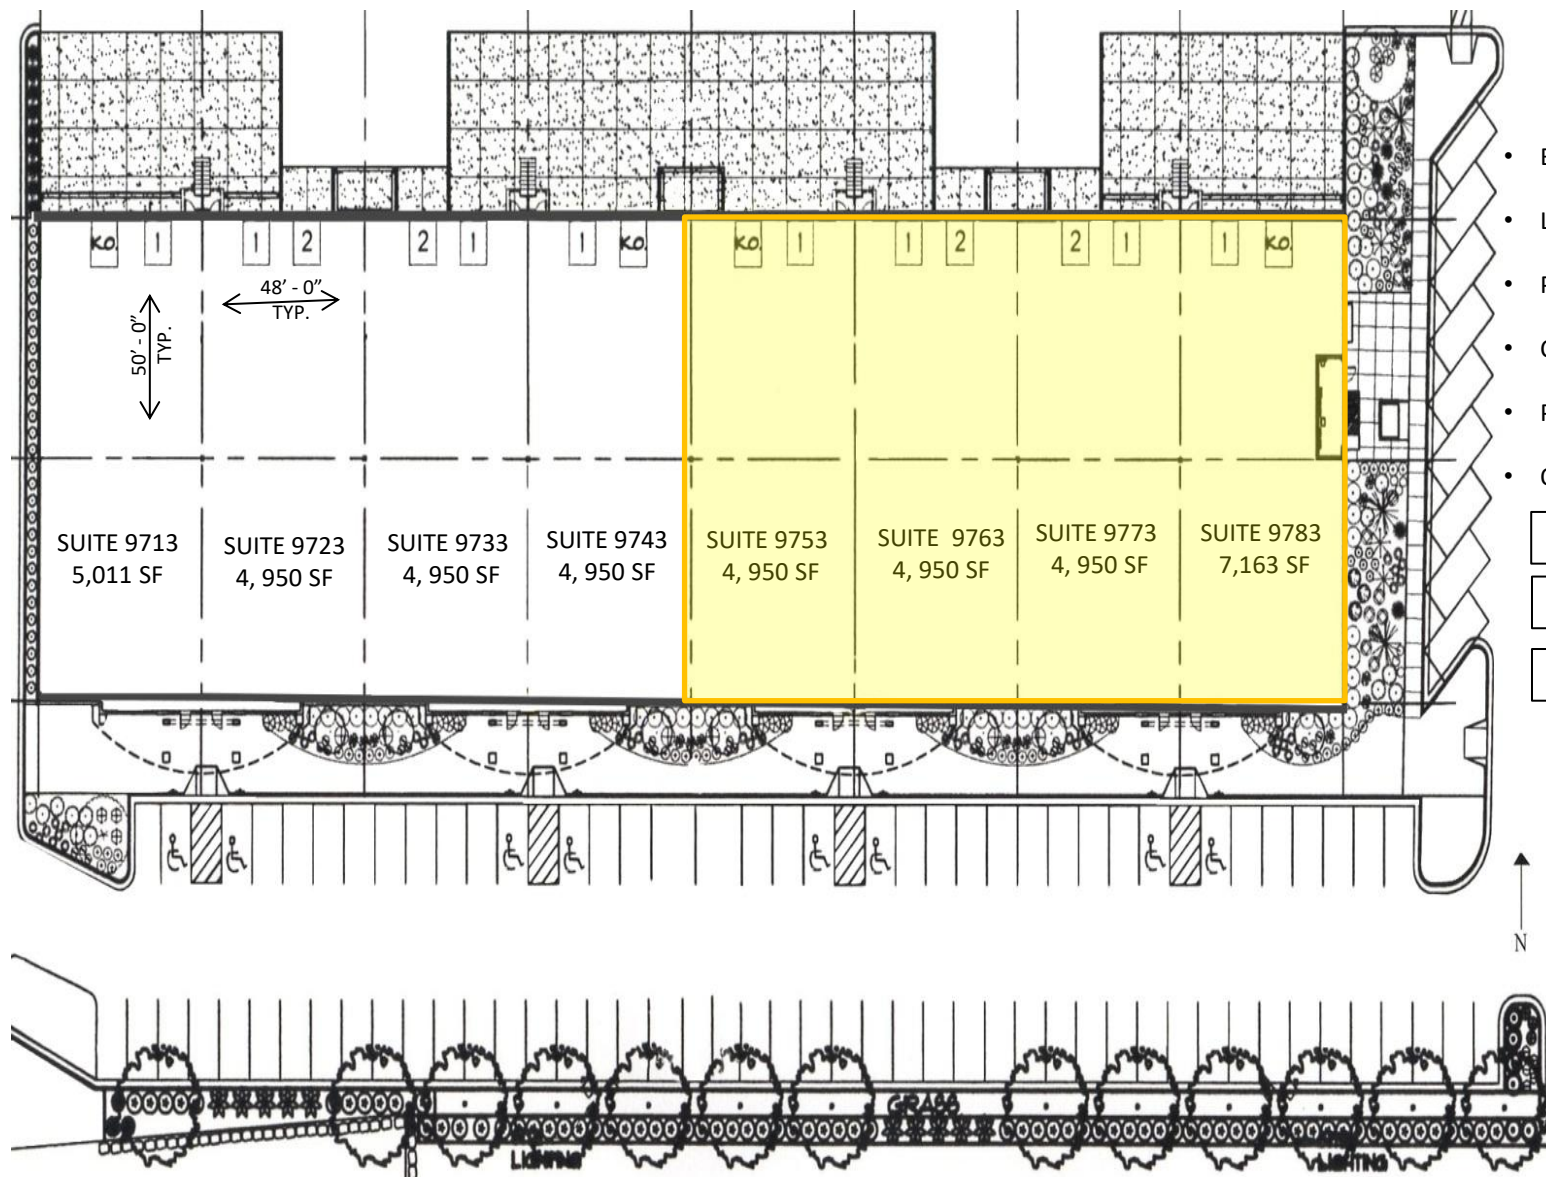 K.O. 1 1 2 2 1 1 K.O. K.O. 1 1 2 2 1 1 K.O.
48' - 0"
TYP.
50' - 0"
TYP.
SUITE 9713
5,011 SF
SUITE 9723
4, 950 SF
SUITE 9733
4, 950 SF
SUITE 9743
4, 950 SF
SUITE 9753
4, 950 SF
SUITE 9763
4, 950 SF
SUITE 9773
4, 950 SF
SUITE 9783
7,163 SF
N
GRASS
LIGHTING
LIGHTING